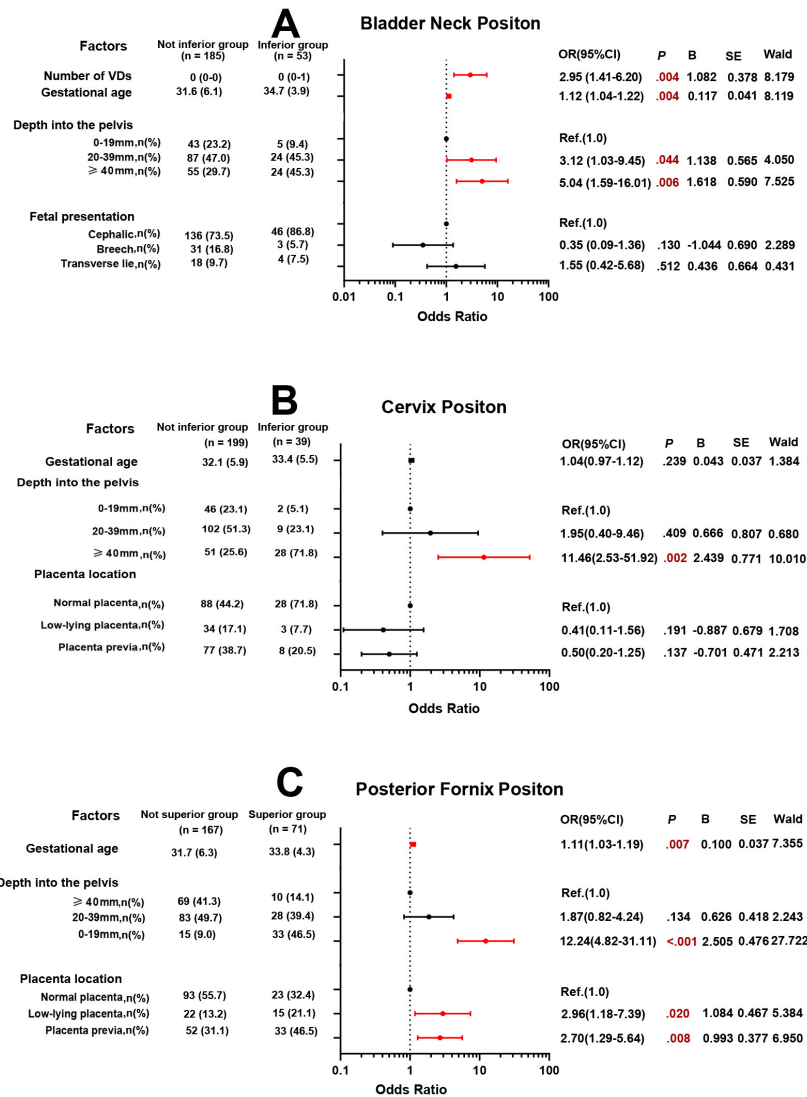 A
Bladder Neck Positon
Factors Not inferior group Inferior group OR(95%CI) P B SE Wald
(n = 185) (n = 53)
Number of VDs 0 (0-0) 0 (0-1) 2.95 (1.41-6.20) .004 1.082 0.378 8.179
Gestational age 31.6 (6.1) 34.7 (3.9) 1.12 (1.04-1.22) .004 0.117 0.041 8.119
Depth into the pelvis
0-19mm,n(%) 43 (23.2) 5 (9.4) Ref.(1.0)
20-39mm,n(%) 87 (47.0) 24 (45.3) 3.12 (1.03-9.45) .044 1.138 0.565 4.050
⩾ 40mm,n(%) 55 (29.7) 24 (45.3) 5.04 (1.59-16.01) .006 1.618 0.590 7.525
Fetal presentation
Cephalic,n(%) 136 (73.5) 46 (86.8) Ref.(1.0)
Breech,n(%) 31 (16.8) 3 (5.7) 0.35 (0.09-1.36) .130 -1.044 0.690 2.289
Transverse lie,n(%) 18 (9.7) 4 (7.5) 1.55 (0.42-5.68) .512 0.436 0.664 0.431
0.01 0.1 1 10 100
Odds Ratio
B
Cervix Positon
Factors Not inferior group Inferior group OR(95%CI) P B SE Wald
(n = 199) (n = 39)
Gestational age 32.1 (5.9) 33.4 (5.5) 1.04(0.97-1.12) .239 0.043 0.037 1.384
Depth into the pelvis
0-19mm,n(%) 46 (23.1) 2 (5.1) Ref.(1.0)
20-39mm,n(%) 102 (51.3) 9 (23.1) 1.95(0.40-9.46) .409 0.666 0.807 0.680
⩾ 40mm,n(%) 51 (25.6) 28 (71.8) 11.46(2.53-51.92) .002 2.439 0.771 10.010
Placenta location
Normal placenta,n(%) 88 (44.2) 28 (71.8) Ref.(1.0)
Low-lying placenta,n(%) 34 (17.1) 3 (7.7) 0.41(0.11-1.56) .191 -0.887 0.679 1.708
Placenta previa,n(%) 77 (38.7) 8 (20.5) 0.50(0.20-1.25) .137 -0.701 0.471 2.213
0.1 1 10 100
Odds Ratio
C
Posterior Fornix Positon
Factors Not superior group Superior group OR(95%CI) P B SE Wald
(n = 167) (n = 71)
Gestational age 31.7 (6.3) 33.8 (4.3) 1.11(1.03-1.19) .007 0.100 0.037 7.355
Depth into the pelvis
⩾ 40mm,n(%) 69 (41.3) 10 (14.1) Ref.(1.0)
20-39mm,n(%) 83 (49.7) 28 (39.4) 1.87(0.82-4.24) .134 0.626 0.418 2.243
0-19mm,n(%) 15 (9.0) 33 (46.5) 12.24(4.82-31.11) <.001 2.505 0.476 27.722
Placenta location
Normal placenta,n(%) 93 (55.7) 23 (32.4) Ref.(1.0)
Low-lying placenta,n(%) 22 (13.2) 15 (21.1) 2.96(1.18-7.39) .020 1.084 0.467 5.384
Placenta previa,n(%) 52 (31.1) 33 (46.5) 2.70(1.29-5.64) .008 0.993 0.377 6.950
0.1 1 10 100
Odds Ratio